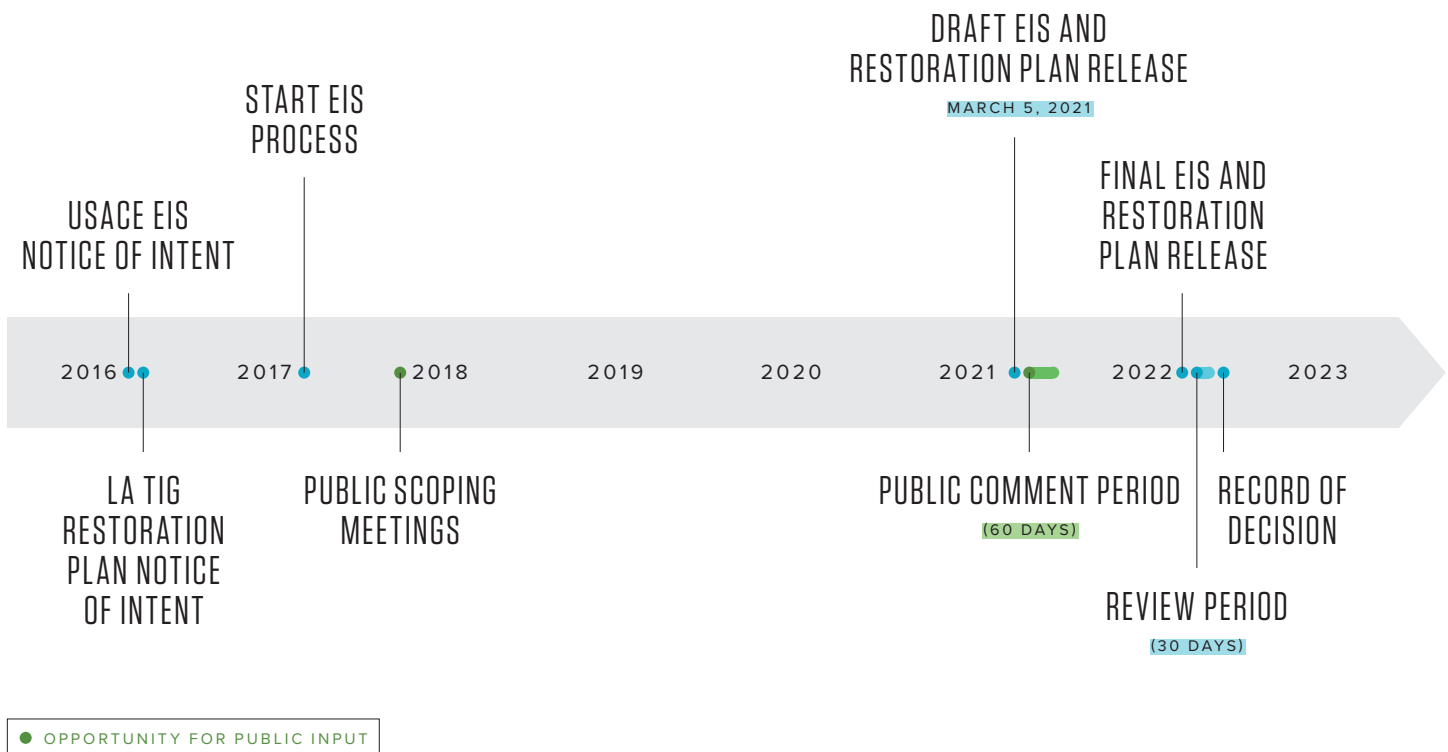 DRAFT EIS AND
RESTORATION PLAN RELEASE
MARCH 5, 2021
START EIS
PROCESS
FINAL EIS AND
RESTORATION
PLAN RELEASE
USACE EIS
NOTICE OF INTENT
2016 2017 2018 2019 2020 2021 2022 2023
LA TIG
RESTORATION
PLAN NOTICE
OF INTENT
PUBLIC SCOPING
MEETINGS
PUBLIC COMMENT PERIOD
(60 DAYS)
RECORD OF
DECISION
REVIEW PERIOD
(30 DAYS)
OPPORTUNITY FOR PUBLIC INPUT